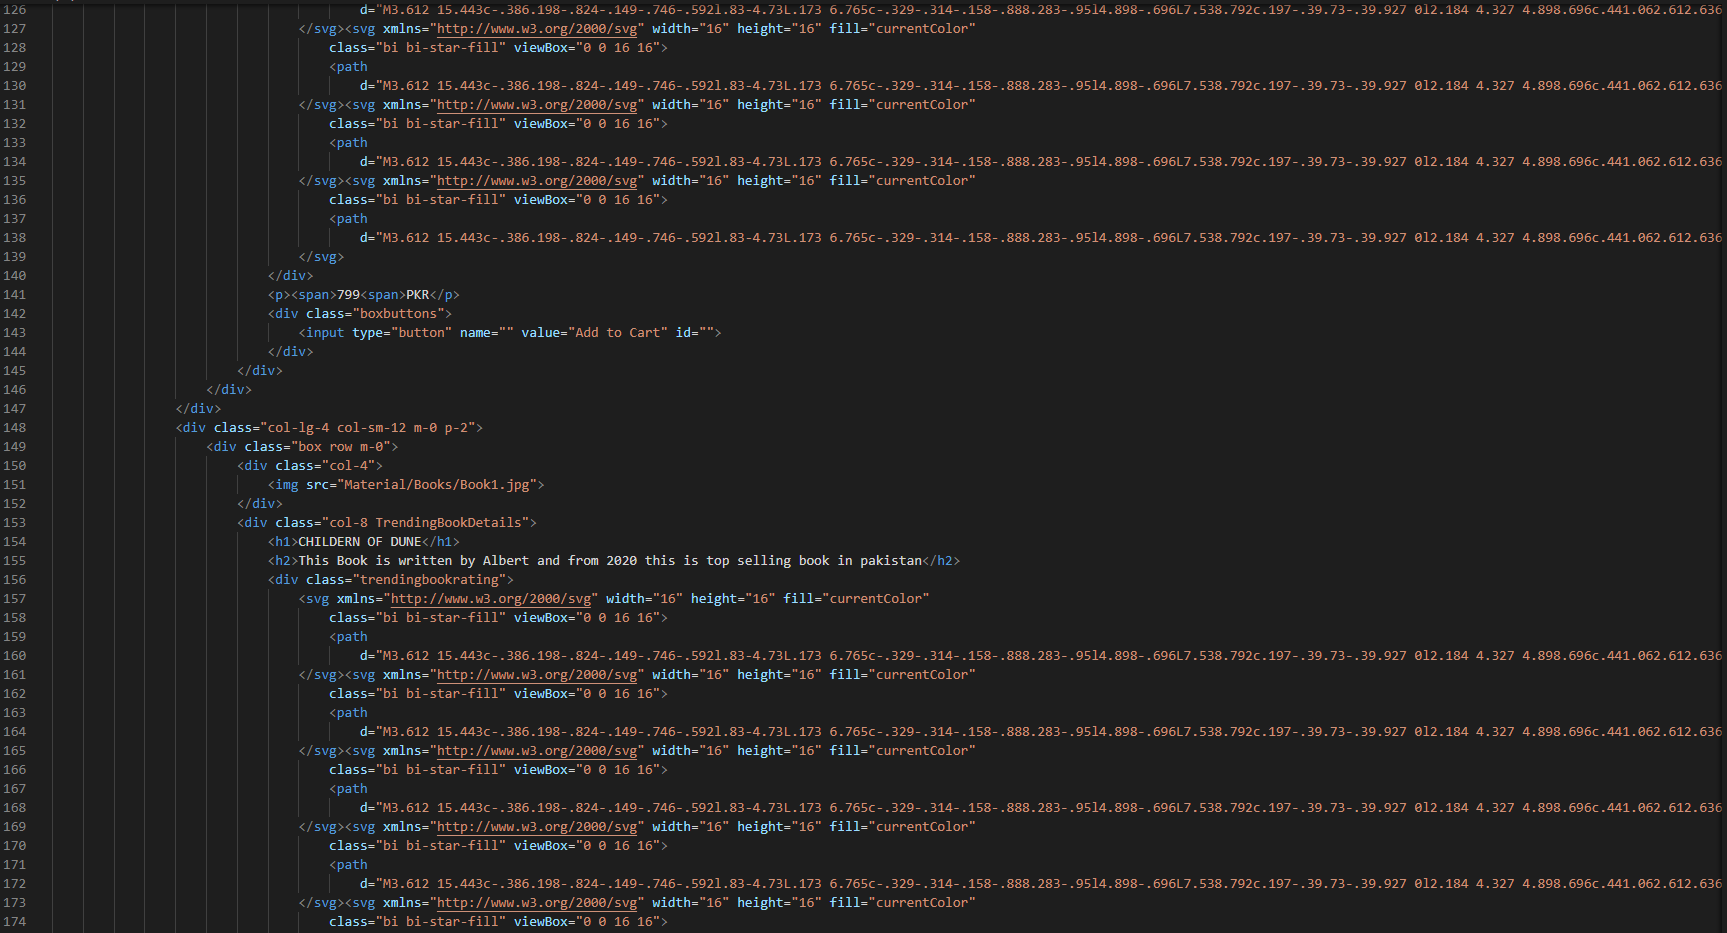 126 d="M3.612 15.443c-.386.198-.824-.149-.746-.592l.83-4.73L.173 6.765c-.329-.314-.158-.888.283-.95l4.898-.696L7.538.792c.197-.39.73-.39.927 0l2.184 4.327 4.898.696c.441.062.612.636
127 </svg><svg xmlns="http://www.w3.org/2000/svg" width="16" height="16" fill="currentColor"
128 class="bi bi-star-fill" viewBox="0 0 16 16">
129 <path
130 d="M3.612 15.443c-.386.198-.824-.149-.746-.592l.83-4.73L.173 6.765c-.329-.314-.158-.888.283-.95l4.898-.696L7.538.792c.197-.39.73-.39.927 0l2.184 4.327 4.898.696c.441.062.612.636
131 </svg><svg xmlns="http://www.w3.org/2000/svg" width="16" height="16" fill="currentColor"
132 class="bi bi-star-fill" viewBox="0 0 16 16">
133 <path
134 d="M3.612 15.443c-.386.198-.824-.149-.746-.592l.83-4.73L.173 6.765c-.329-.314-.158-.888.283-.95l4.898-.696L7.538.792c.197-.39.73-.39.927 0l2.184 4.327 4.898.696c.441.062.612.636
135 </svg><svg xmlns="http://www.w3.org/2000/svg" width="16" height="16" fill="currentColor"
136 class="bi bi-star-fill" viewBox="0 0 16 16">
137 <path
138 d="M3.612 15.443c-.386.198-.824-.149-.746-.592l.83-4.73L.173 6.765c-.329-.314-.158-.888.283-.95l4.898-.696L7.538.792c.197-.39.73-.39.927 0l2.184 4.327 4.898.696c.441.062.612.636
139 </svg>
140 </div>
141 <p><span>799<span>PKR</p>
142 <div class="boxbuttons">
143 <input type="button" name="" value="Add to Cart" id="">
144 </div>
145 </div>
146 </div>
147 </div>
148 <div class="col-lg-4 col-sm-12 m-0 p-2">
149 <div class="box row m-0">
150 <div class="col-4">
151 <img src="Material/Books/Book1.jpg">
152 </div>
153 <div class="col-8 TrendingBookDetails">
154 <h1>CHILDERN OF DUNE</h1>
155 <h2>This Book is written by Albert and from 2020 this is top selling book in pakistan</h2>
156 <div class="trendingbookrating">
157 <svg xmlns="http://www.w3.org/2000/svg" width="16" height="16" fill="currentColor"
158 class="bi bi-star-fill" viewBox="0 0 16 16">
159 <path
160 d="M3.612 15.443c-.386.198-.824-.149-.746-.592l.83-4.73L.173 6.765c-.329-.314-.158-.888.283-.95l4.898-.696L7.538.792c.197-.39.73-.39.927 0l2.184 4.327 4.898.696c.441.062.612.636
161 </svg><svg xmlns="http://www.w3.org/2000/svg" width="16" height="16" fill="currentColor"
162 class="bi bi-star-fill" viewBox="0 0 16 16">
163 <path
164 d="M3.612 15.443c-.386.198-.824-.149-.746-.592l.83-4.73L.173 6.765c-.329-.314-.158-.888.283-.95l4.898-.696L7.538.792c.197-.39.73-.39.927 0l2.184 4.327 4.898.696c.441.062.612.636
165 </svg><svg xmlns="http://www.w3.org/2000/svg" width="16" height="16" fill="currentColor"
166 class="bi bi-star-fill" viewBox="0 0 16 16">
167 <path
168 d="M3.612 15.443c-.386.198-.824-.149-.746-.592l.83-4.73L.173 6.765c-.329-.314-.158-.888.283-.95l4.898-.696L7.538.792c.197-.39.73-.39.927 0l2.184 4.327 4.898.696c.441.062.612.636
169 </svg><svg xmlns="http://www.w3.org/2000/svg" width="16" height="16" fill="currentColor"
170 class="bi bi-star-fill" viewBox="0 0 16 16">
171 <path
172 d="M3.612 15.443c-.386.198-.824-.149-.746-.592l.83-4.73L.173 6.765c-.329-.314-.158-.888.283-.95l4.898-.696L7.538.792c.197-.39.73-.39.927 0l2.184 4.327 4.898.696c.441.062.612.636
173 </svg><svg xmlns="http://www.w3.org/2000/svg" width="16" height="16" fill="currentColor"
174 class="bi bi-star-fill" viewBox="0 0 16 16">